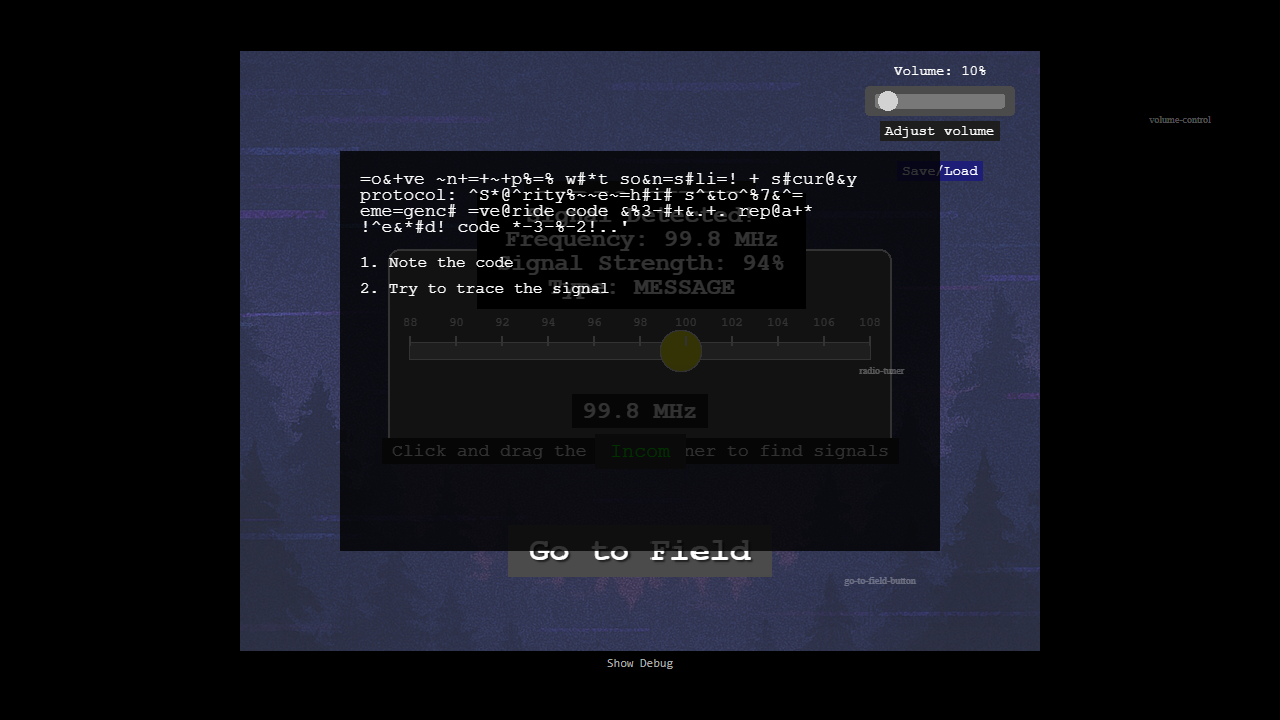 Volume: 10%
volume-control
Adjust volume
Save/Load
=o&+ve ~n+=+~+p%=% w#*t so&n=s#li=! + s#cur@&y
protocol: ^S*@^rity%~~e~=h#i# s^&to^%7&^=
eme=genc# =ve@ride code &%3-#+&.+. rep@a+*
!^e&*#d! code *-3-%-2!..'
Signal Detected!
Frequency: 99.8 MHz
Signal Strength: 94%
Type: MESSAGE
1. Note the code
2. Try to trace the signal
88 90 92 94 96 98 100 102 104 106 108
radio-tuner
99.8 MHz
Click and drag the
Incom
ner to find signals
Go to Field
go-to-field-button
Show Debug